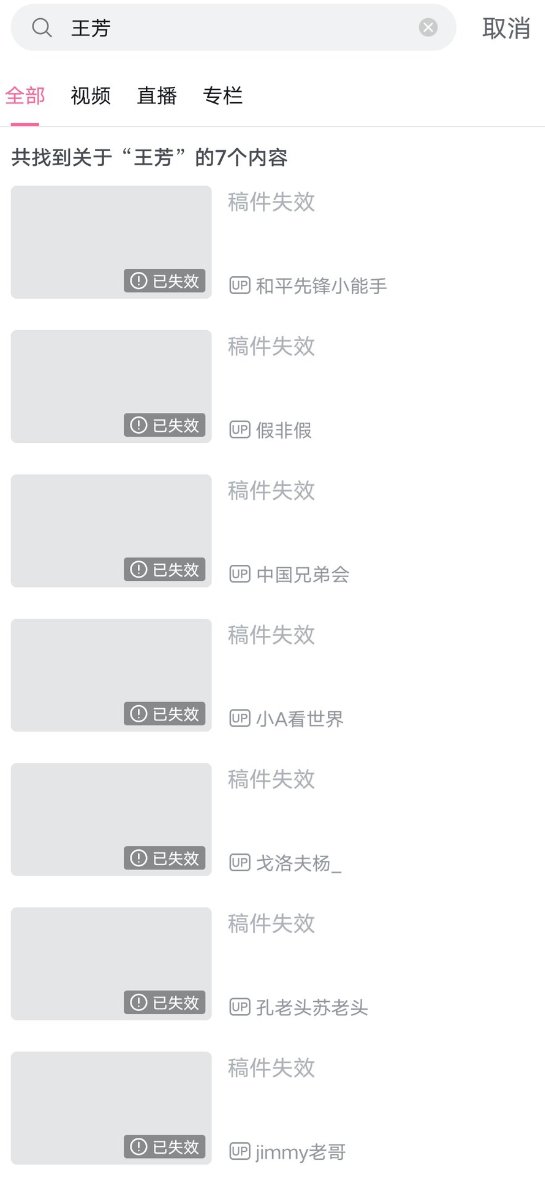 王芳 取消
全部 视频 直播 专栏
共找到关于“王芳”的7个内容
稿件失效
已失效
UP 和平先锋小能手
稿件失效
已失效
UP 假非假
稿件失效
已失效
UP 中国兄弟会
稿件失效
已失效
UP 小A看世界
稿件失效
已失效
UP 戈洛夫杨_
稿件失效
已失效
UP 孔老头苏老头
稿件失效
已失效
UP jimmy老哥